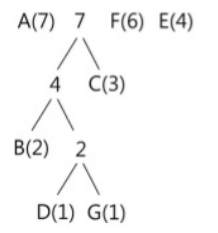 A(7) 7 F(6) E(4)
4 C(3)
B(2) 2
D(1) G(1)